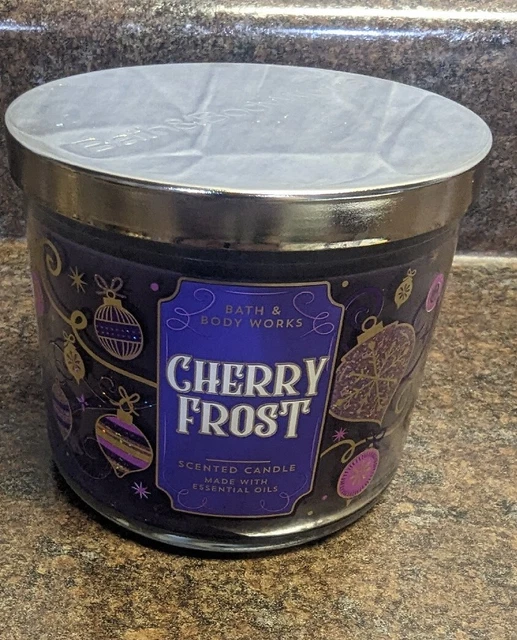 BATH &
BODY WORKS
CHERRY
FROST
SCENTED CANDLE
MADE WITH
ESSENTIAL OILS